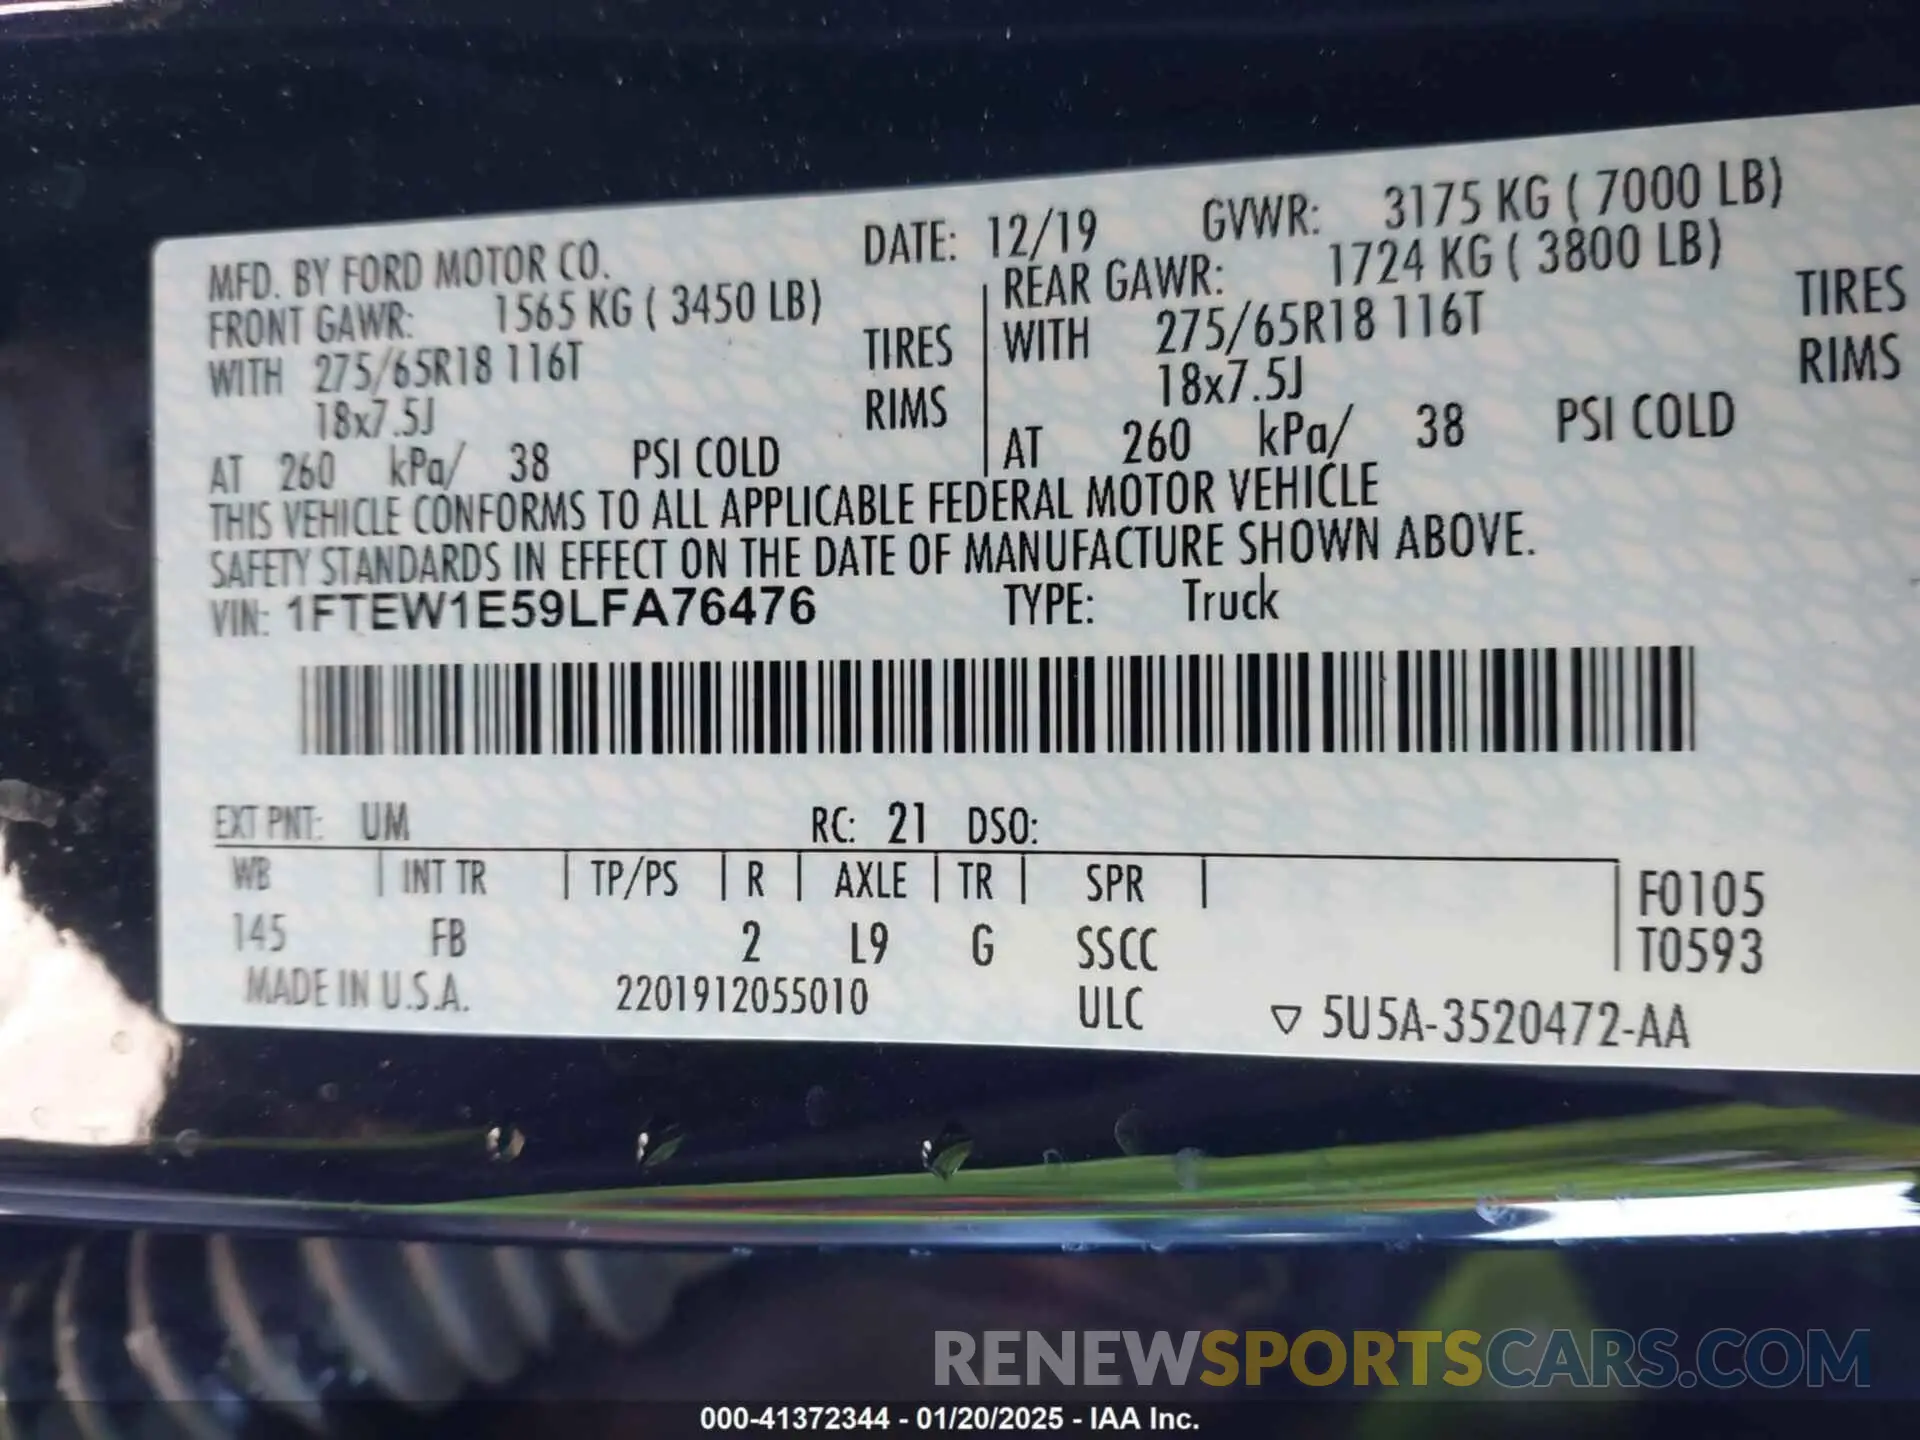 MFD. BY FORD MOTOR CO. DATE: 12/19 GVWR: 3175 KG ( 7000 LB)
FRONT GAWR: 1565 KG ( 3450 LB) REAR GAWR: 1724 KG ( 3800 LB)
WITH 275/65R18 116T TIRES WITH 275/65R18 116T TIRES
18x7.5J RIMS 18x7.5J RIMS
AT 260 kPa/ 38 PSI COLD AT 260 kPa/ 38 PSI COLD
THIS VEHICLE CONFORMS TO ALL APPLICABLE FEDERAL MOTOR VEHICLE
SAFETY STANDARDS IN EFFECT ON THE DATE OF MANUFACTURE SHOWN ABOVE.
VIN: 1FTEW1E59LFA76476 TYPE: Truck
EXT PNT: UM RC: 21 DSO:
WB INT TR TP/PS R AXLE TR SPR F0105
145 FB 2 L9 G SSCC T0593
MADE IN U.S.A. 2201912055010 ULC ▽ 5U5A-3520472-AA
RENEWSPORTSCARS.COM
000-41372344 - 01/20/2025 - IAA Inc.